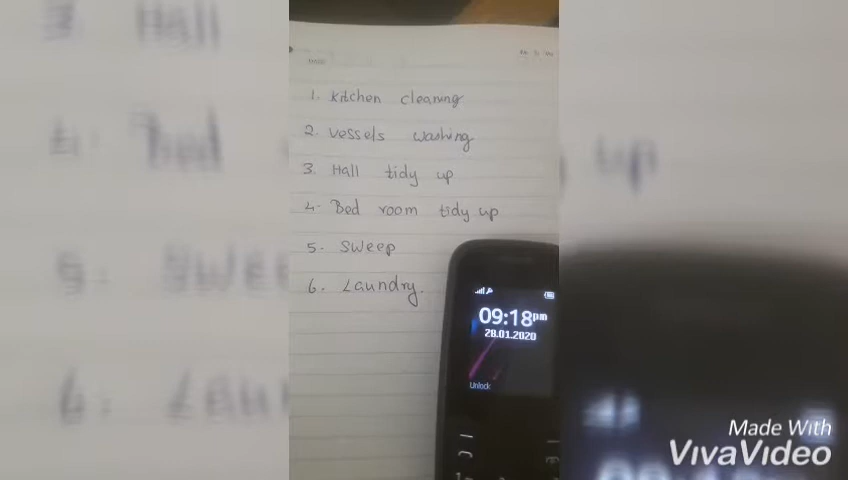 1. Kitchen cleaning
2. Vessels washing
3. Hall tidy up
4. Bed room tidy up
5. Sweep
6. Laundry.
09:18pm
28.01.2020
Unlock
Made With
VivaVideo